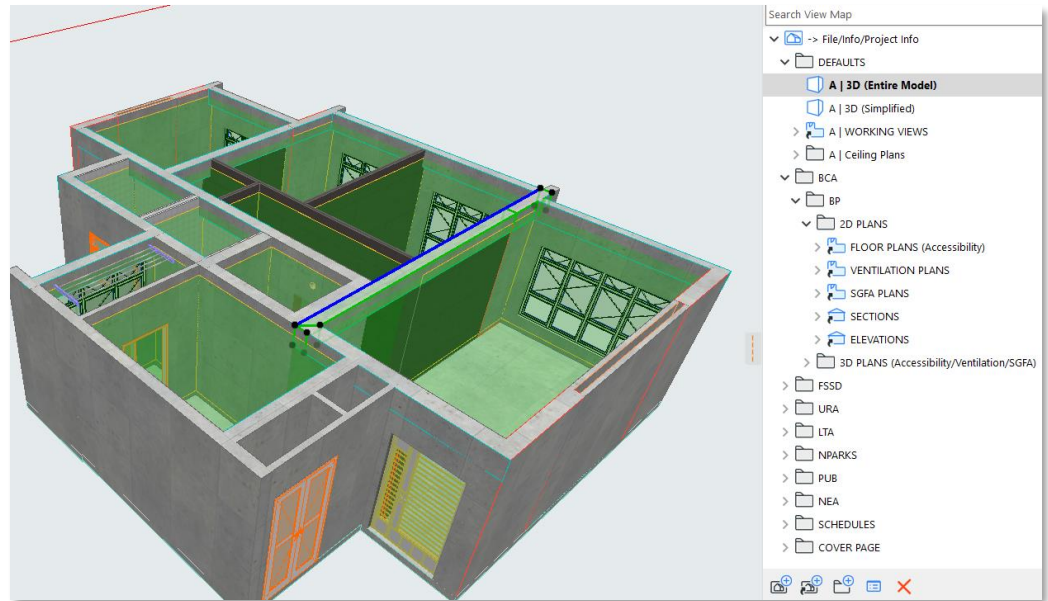 Search View Map
-> File/Info/Project Info
DEFAULTS
A | 3D (Entire Model)
A | 3D (Simplified)
A | WORKING VIEWS
A | Ceiling Plans
BCA
BP
2D PLANS
FLOOR PLANS (Accessibility)
VENTILATION PLANS
SGFA PLANS
SECTIONS
ELEVATIONS
3D PLANS (Accessibility/Ventilation/SGFA)
FSSD
URA
LTA
NPARKS
PUB
NEA
SCHEDULES
COVER PAGE